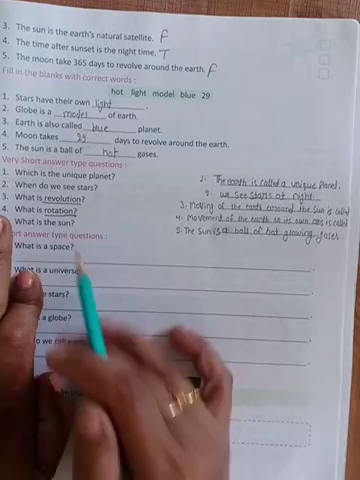 3. The sun is the earth's natural satellite. F
4. The time after sunset is the night time. T
5. The moon take 365 days to revolve around the earth. F
Fill in the blanks with correct words :
hot light model blue 29
1. Stars have their own light .
2. Globe is a model of earth.
3. Earth is also called blue planet.
4. Moon takes 29 days to revolve around the earth.
5. The sun is a ball of hot gases.
Very Short answer type questions :
1. Which is the unique planet?
2. When do we see stars?
3. What is revolution?
4. What is rotation?
5. What is the sun?
The earth is called a unique planet.
we see stars at night
3. Moving of the earth around the sun is called
4. Movement of the earth on its own axis is called
5. The Sun is a ball of hot growing gases.
ort answer type questions :
What is a space?
What is a universe
e stars?
a globe?
o we call